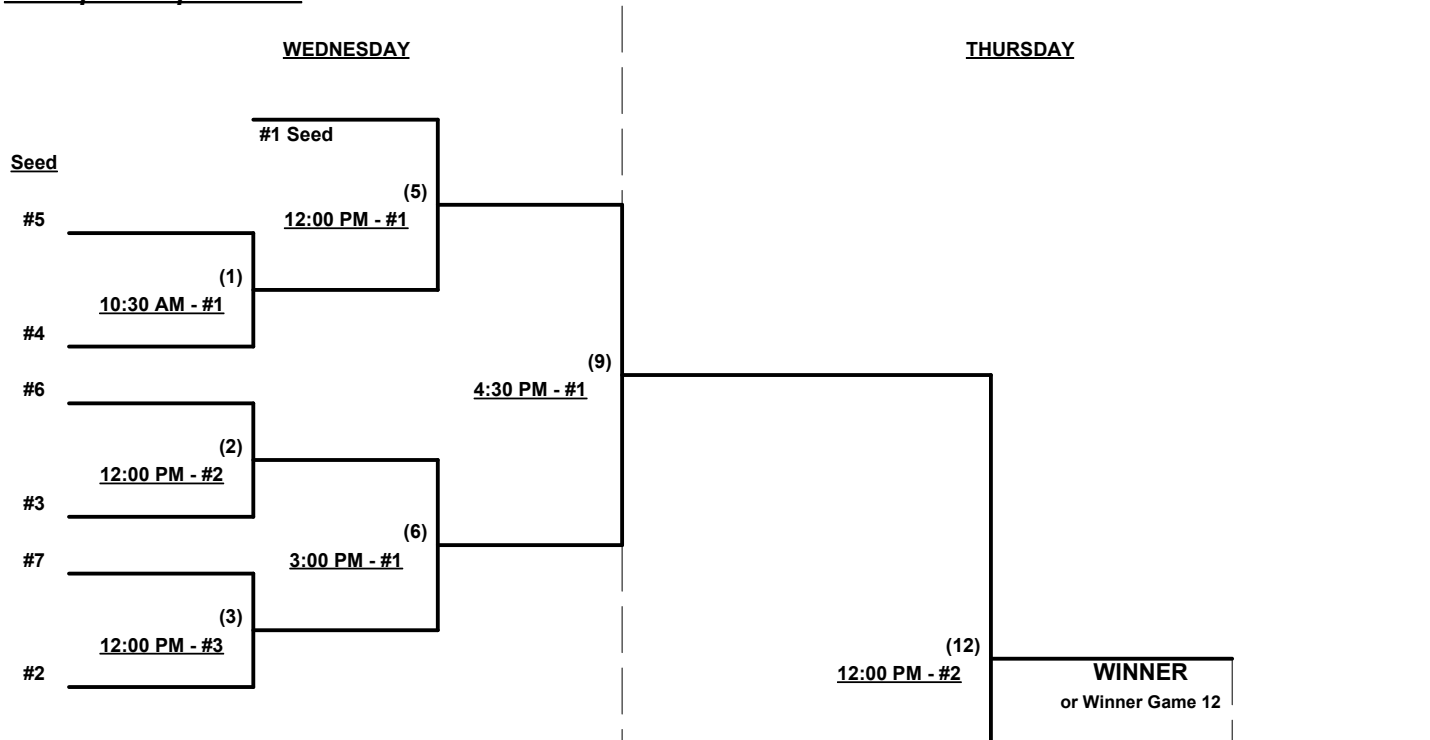 WEDNESDAY
THURSDAY
#1 Seed
Seed
(5)
#5
12:00 PM - #1
(1)
10:30 AM - #1
#4
(9)
#6
4:30 PM - #1
(2)
12:00 PM - #2
#3
(6)
#7
3:00 PM - #1
(3)
12:00 PM - #3
(12)
#2
12:00 PM - #2
WINNER
or Winner Game 12